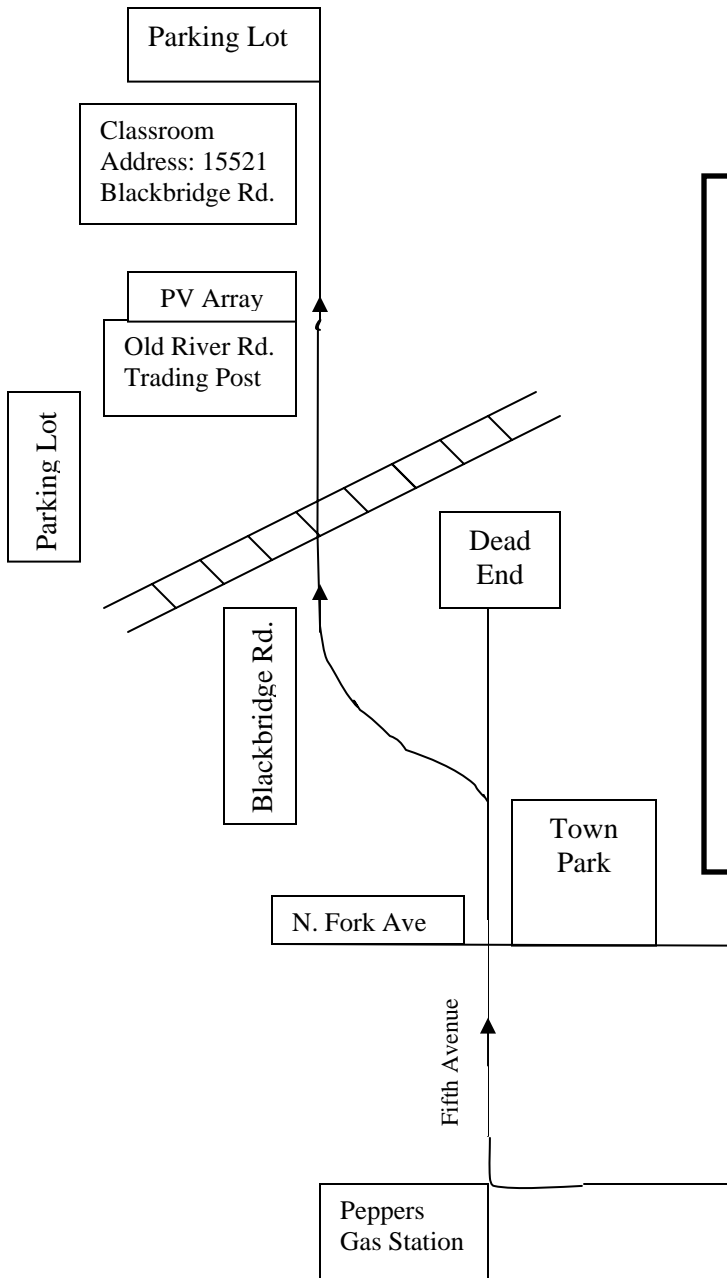 Parking Lot
Classroom
Address: 15521
Blackbridge Rd.
PV Array
Old River Rd.
Trading Post
Parking Lot
Dead
End
Blackbridge Rd.
Town
Park
N. Fork Ave
Fifth Avenue
Peppers
Gas Station